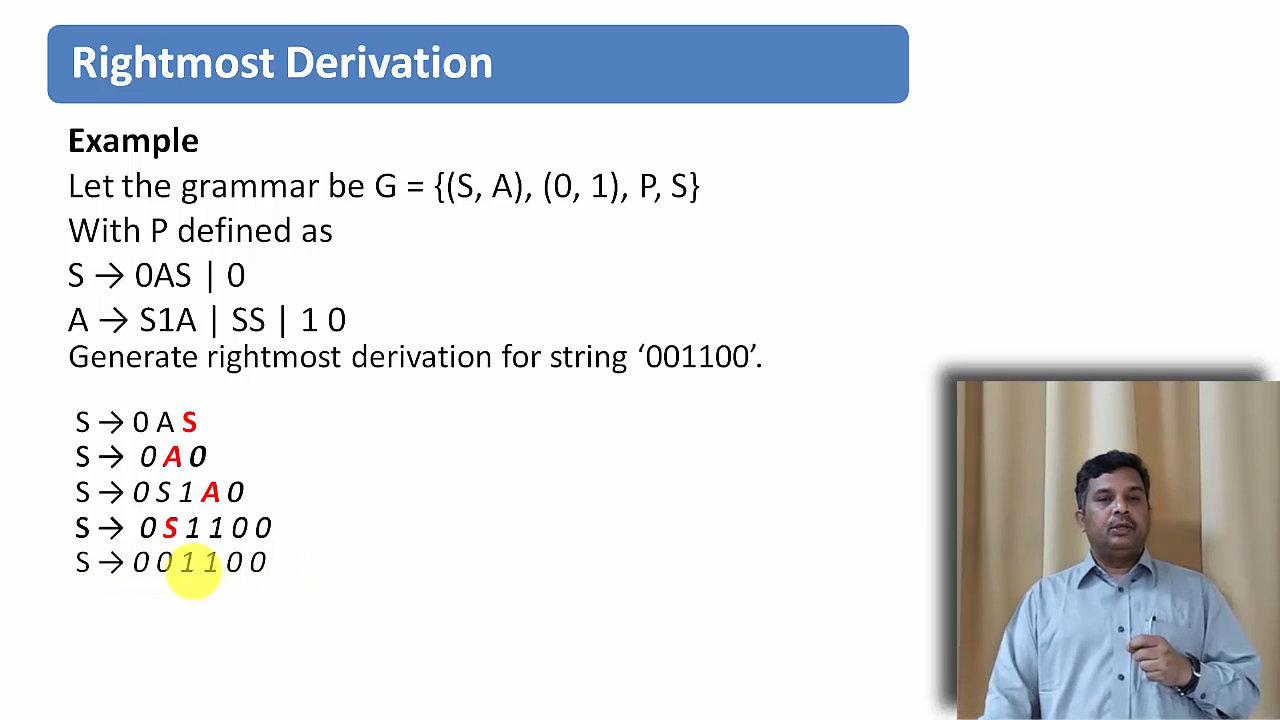 Rightmost Derivation
Example
Let the grammar be G = {(S, A), (0, 1), P, S}
With P defined as
S → 0AS | 0
A → S1A | SS | 1 0
Generate rightmost derivation for string ‘001100’.
S → 0 A S
S → 0 A 0
S → 0 S 1 A 0
S → 0 S 1 1 0 0
S → 0 0 1 1 0 0